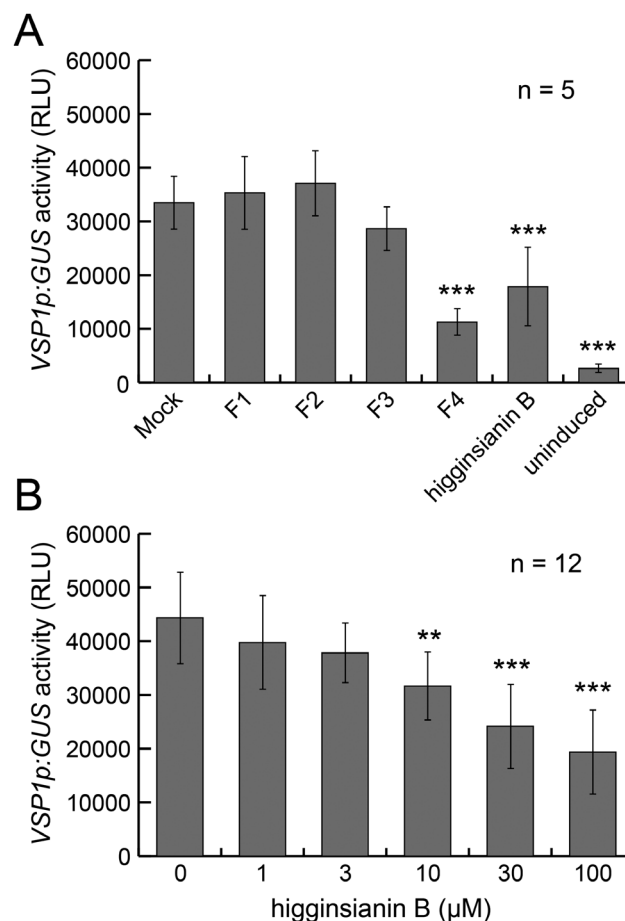 A
VSP1p:GUS activity (RLU)
60000
50000
40000
30000
20000
10000
0
n = 5
***
***
***
Mock
F1
F2
F3
F4
higginsianin B
uninduced
B
VSP1p:GUS activity (RLU)
60000
50000
40000
30000
20000
10000
0
n = 12
**
***
***
0 1 3 10 30 100
higginsianin B (µM)